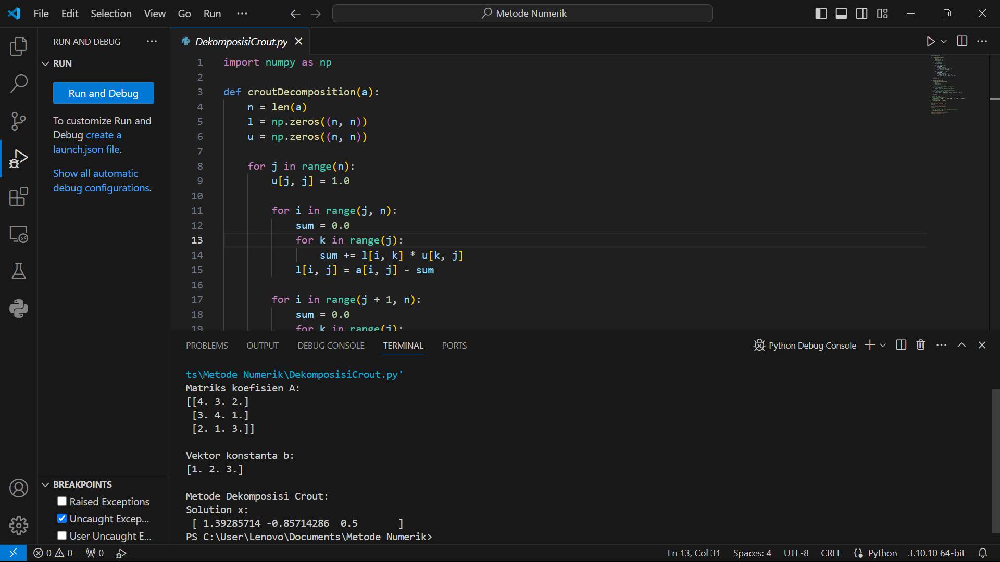 File Edit Selection View Go Run ···
Metode Numerik
RUN AND DEBUG ···
RUN
Run and Debug
To customize Run and
Debug create a
launch.json file.
Show all automatic
debug configurations.
BREAKPOINTS
Raised Exceptions
Uncaught Excep...
User Uncaught E...
DekomposisiCrout.py
1 import numpy as np
2
3 def croutDecomposition(a):
4 n = len(a)
5 l = np.zeros((n, n))
6 u = np.zeros((n, n))
7
8 for j in range(n):
9 u[j, j] = 1.0
10
11 for i in range(j, n):
12 sum = 0.0
13 for k in range(j):
14 sum += l[i, k] * u[k, j]
15 l[i, j] = a[i, j] - sum
16
17 for i in range(j + 1, n):
18 sum = 0.0
19 for k in range(j):
PROBLEMS OUTPUT DEBUG CONSOLE TERMINAL PORTS
Python Debug Console
ts\Metode Numerik\DekomposisiCrout.py'
Matriks koefisien A:
[[4. 3. 2.]
[3. 4. 1.]
[2. 1. 3.]]
Vektor konstanta b:
[1. 2. 3.]
Metode Dekomposisi Crout:
Solution x:
[ 1.39285714 -0.85714286 0.5 ]
PS C:\User\Lenovo\Documents\Metode Numerik>
0 0 0
Ln 13, Col 31 Spaces: 4 UTF-8 CRLF {} Python 3.10.10 64-bit